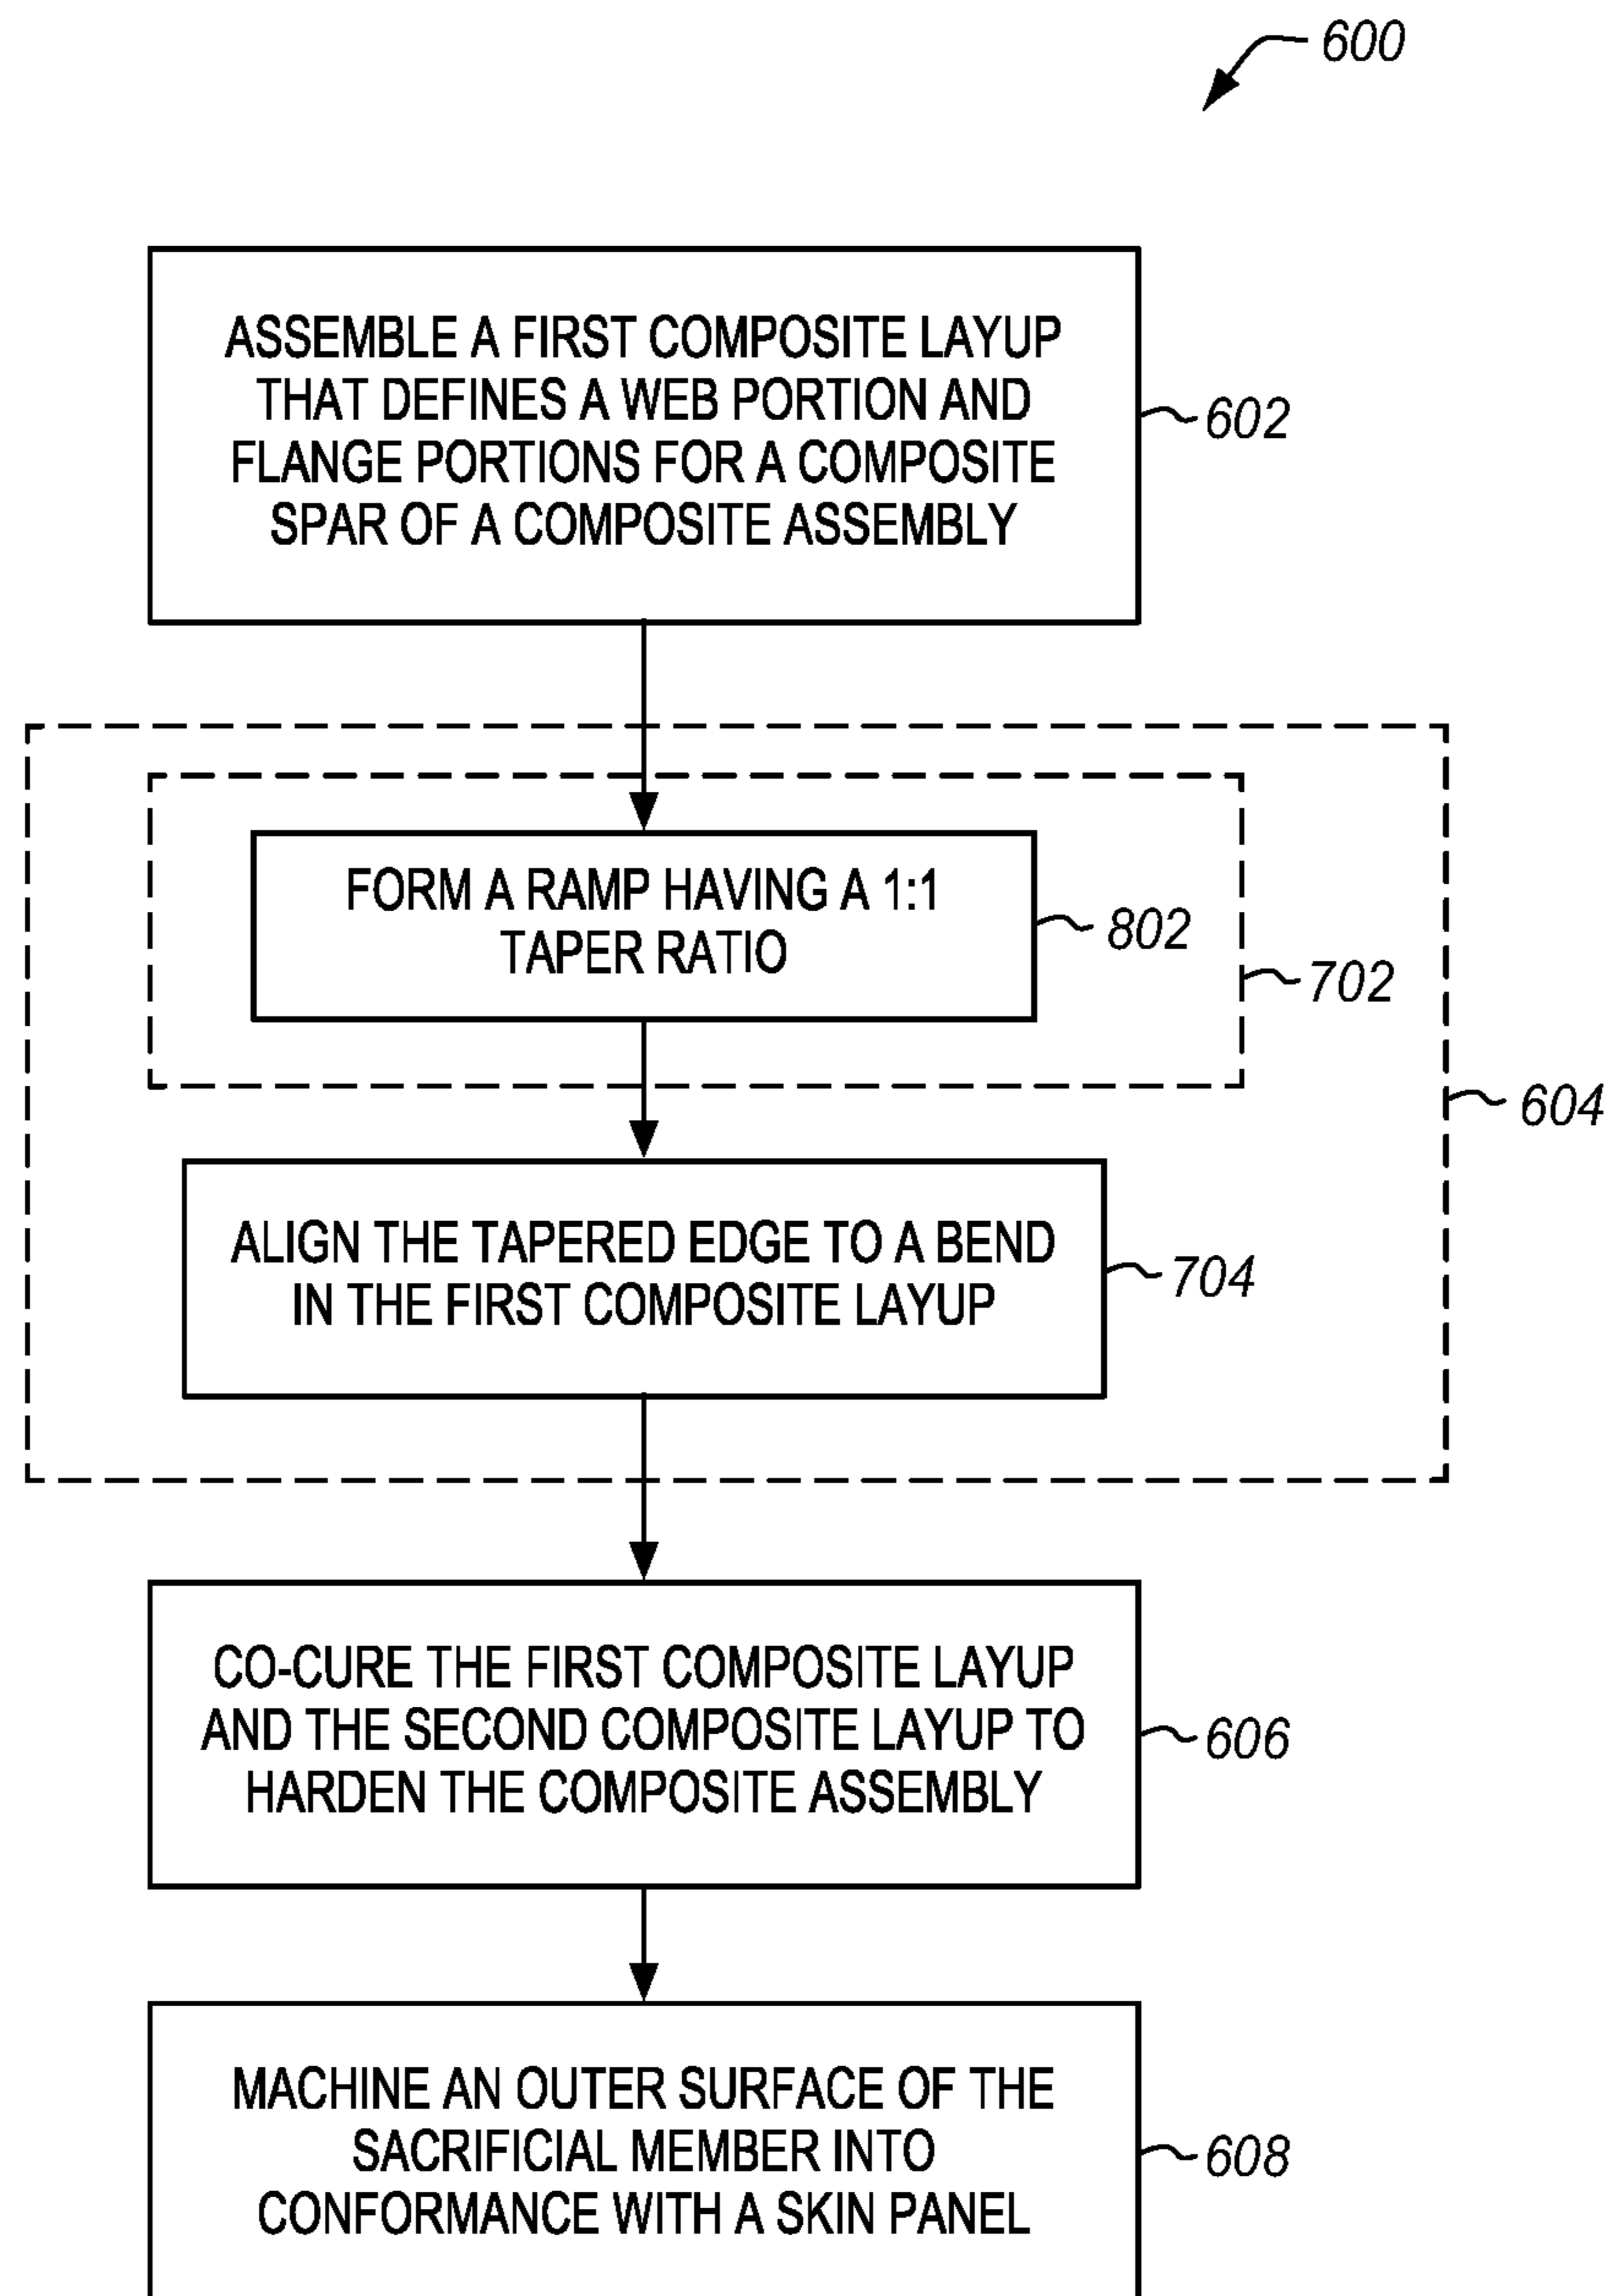 600
ASSEMBLE A FIRST COMPOSITE LAYUP
THAT DEFINES A WEB PORTION AND
FLANGE PORTIONS FOR A COMPOSITE
SPAR OF A COMPOSITE ASSEMBLY
602
FORM A RAMP HAVING A 1:1
TAPER RATIO
802
702
604
ALIGN THE TAPERED EDGE TO A BEND
IN THE FIRST COMPOSITE LAYUP
704
CO-CURE THE FIRST COMPOSITE LAYUP
AND THE SECOND COMPOSITE LAYUP TO
HARDEN THE COMPOSITE ASSEMBLY
606
MACHINE AN OUTER SURFACE OF THE
SACRIFICIAL MEMBER INTO
CONFORMANCE WITH A SKIN PANEL
608